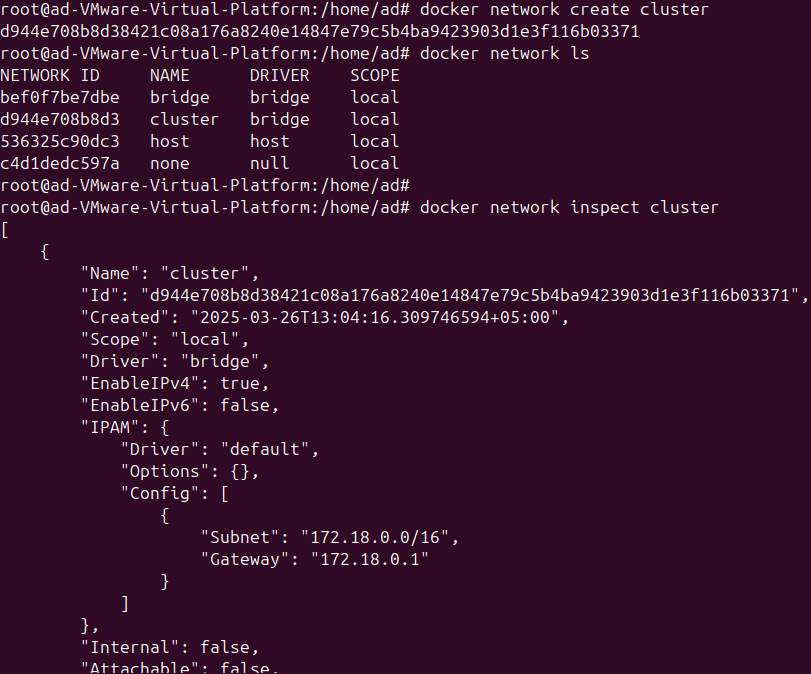 root@ad-VMware-Virtual-Platform:/home/ad# docker network create cluster
d944e708b8d38421c08a176a8240e14847e79c5b4ba9423903d1e3f116b03371
root@ad-VMware-Virtual-Platform:/home/ad# docker network ls
NETWORK ID     NAME      DRIVER    SCOPE
bef0f7be7dbe   bridge    bridge    local
d944e708b8d3   cluster   bridge    local
536325c90dc3   host      host      local
c4d1dedc597a   none      null      local
root@ad-VMware-Virtual-Platform:/home/ad#
root@ad-VMware-Virtual-Platform:/home/ad# docker network inspect cluster
[
    {
        "Name": "cluster",
        "Id": "d944e708b8d38421c08a176a8240e14847e79c5b4ba9423903d1e3f116b03371",
        "Created": "2025-03-26T13:04:16.309746594+05:00",
        "Scope": "local",
        "Driver": "bridge",
        "EnableIPv4": true,
        "EnableIPv6": false,
        "IPAM": {
            "Driver": "default",
            "Options": {},
            "Config": [
                {
                    "Subnet": "172.18.0.0/16",
                    "Gateway": "172.18.0.1"
                }
            ]
        },
        "Internal": false,
        "Attachable": false,